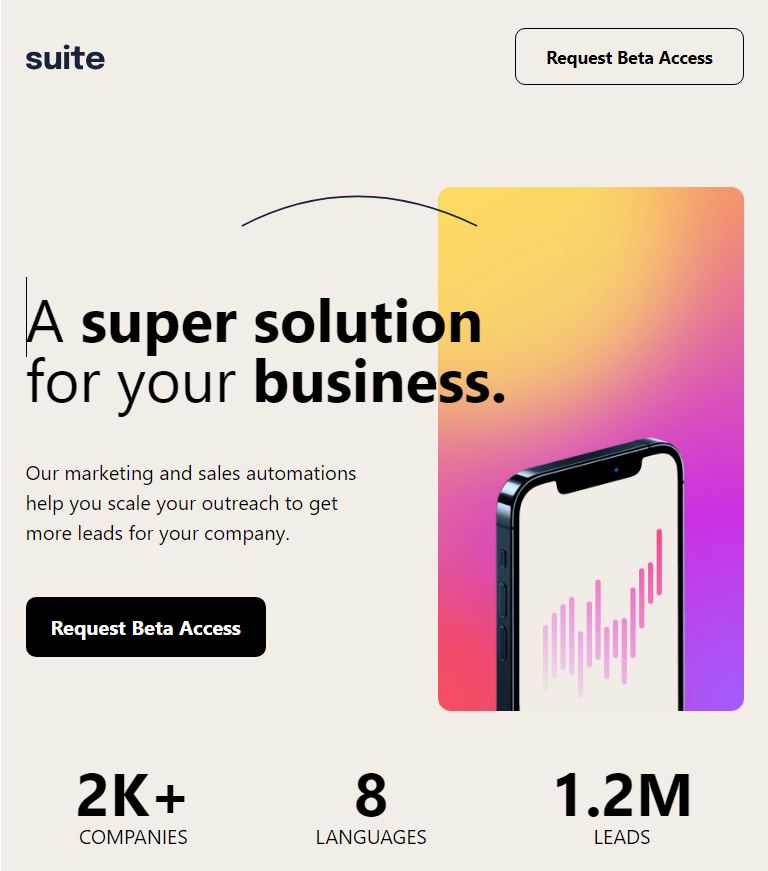 suite
Request Beta Access
A super solution
for your business.
Our marketing and sales automations
help you scale your outreach to get
more leads for your company.
Request Beta Access
2K+
COMPANIES
8
LANGUAGES
1.2M
LEADS